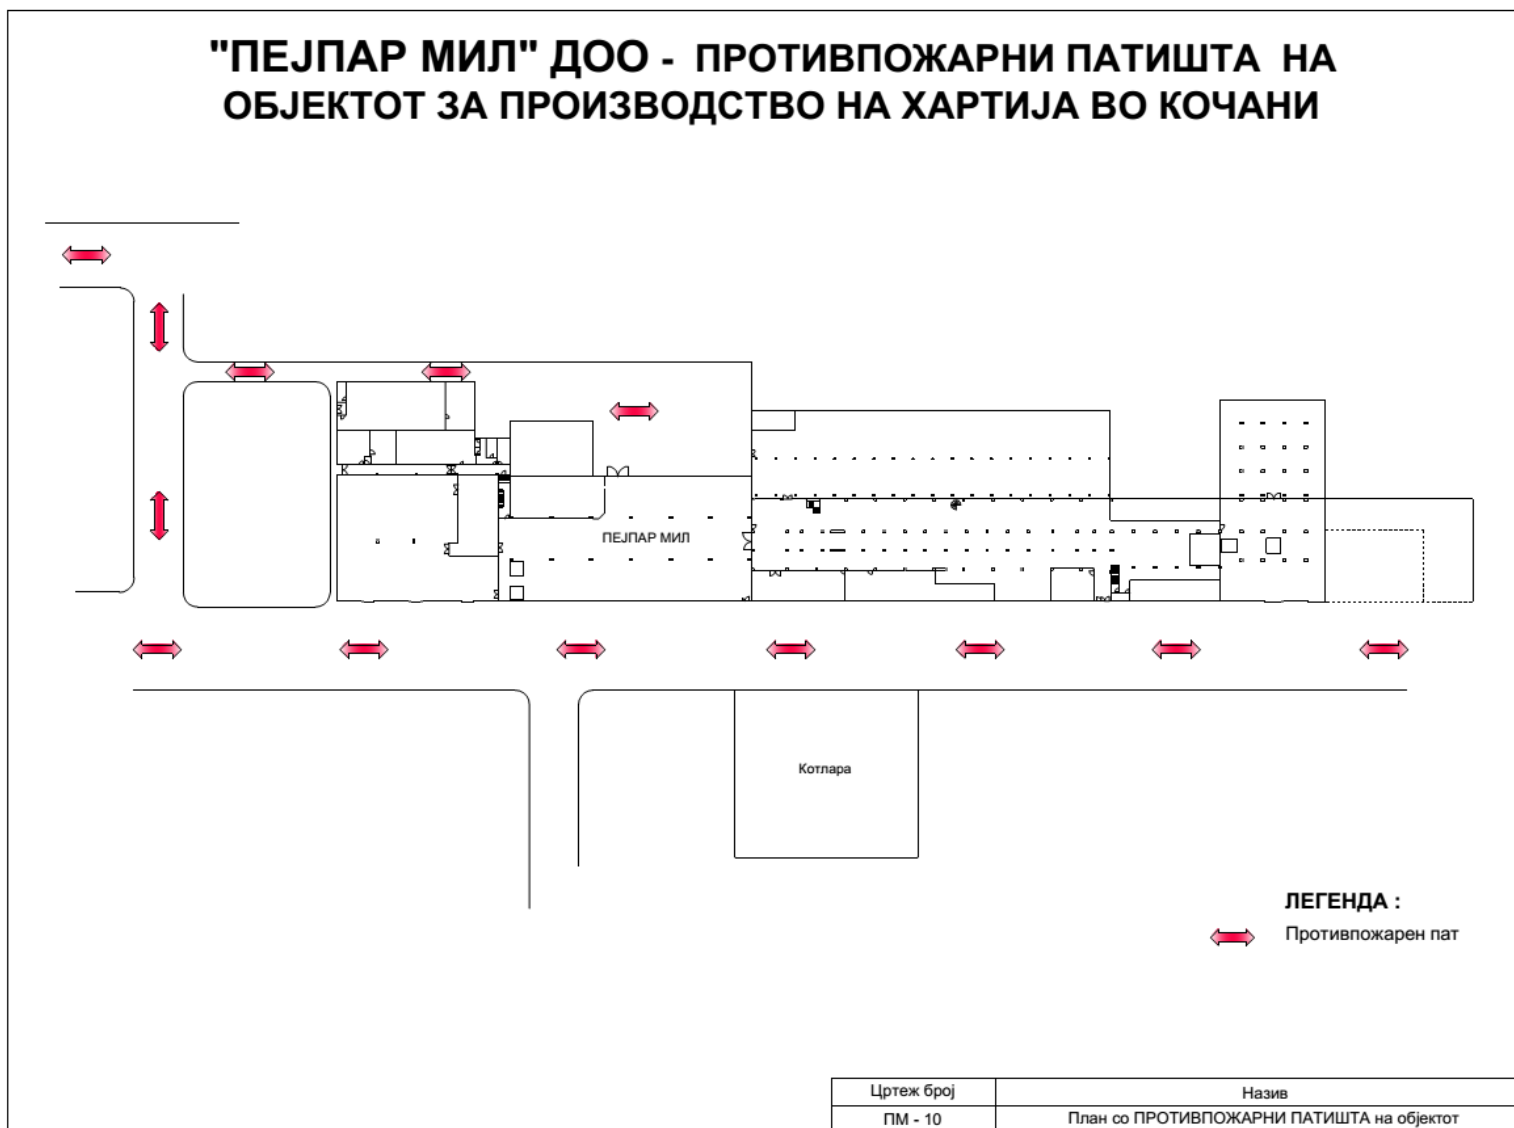 "ПЕЈПАР МИЛ" ДОО - ПРОТИВПОЖАРНИ ПАТИШТА НА
ОБЈЕКТОТ ЗА ПРОИЗВОДСТВО НА ХАРТИЈА ВО КОЧАНИ
ПЕЈПАР МИЛ
Котлара
ЛЕГЕНДА :
Противпожарен пат
Цртеж број Назив
ПМ - 10 План со ПРОТИВПОЖАРНИ ПАТИШТА на објектот